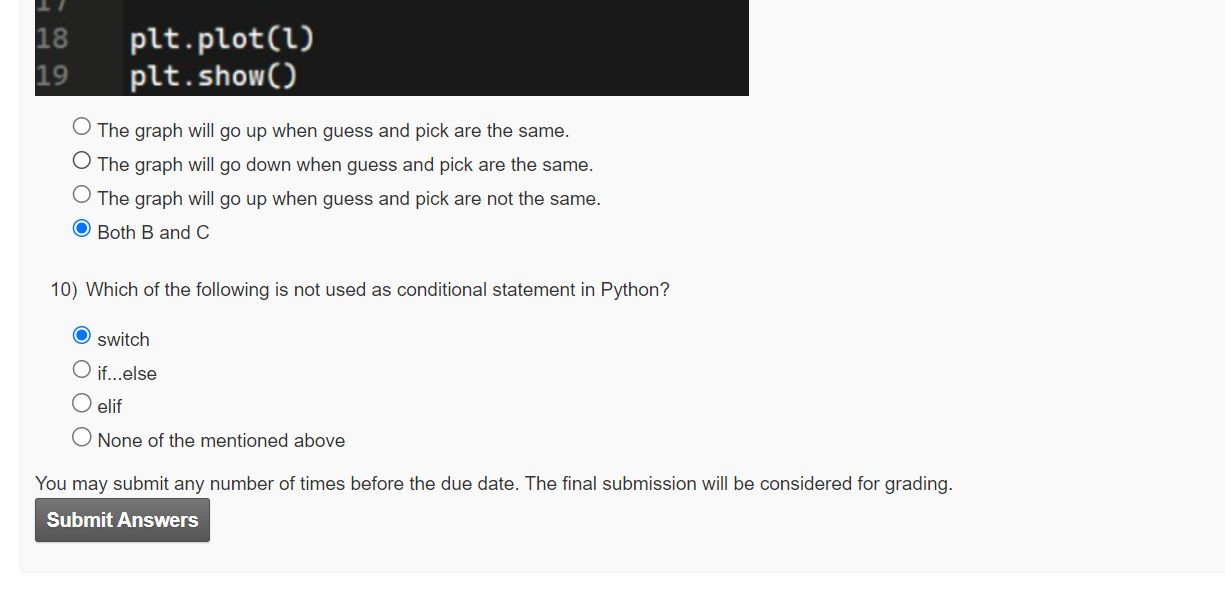 18 plt.plot(l)
19 plt.show()
The graph will go up when guess and pick are the same.
The graph will go down when guess and pick are the same.
The graph will go up when guess and pick are not the same.
Both B and C
10) Which of the following is not used as conditional statement in Python?
switch
if...else
elif
None of the mentioned above
You may submit any number of times before the due date. The final submission will be considered for grading.
Submit Answers